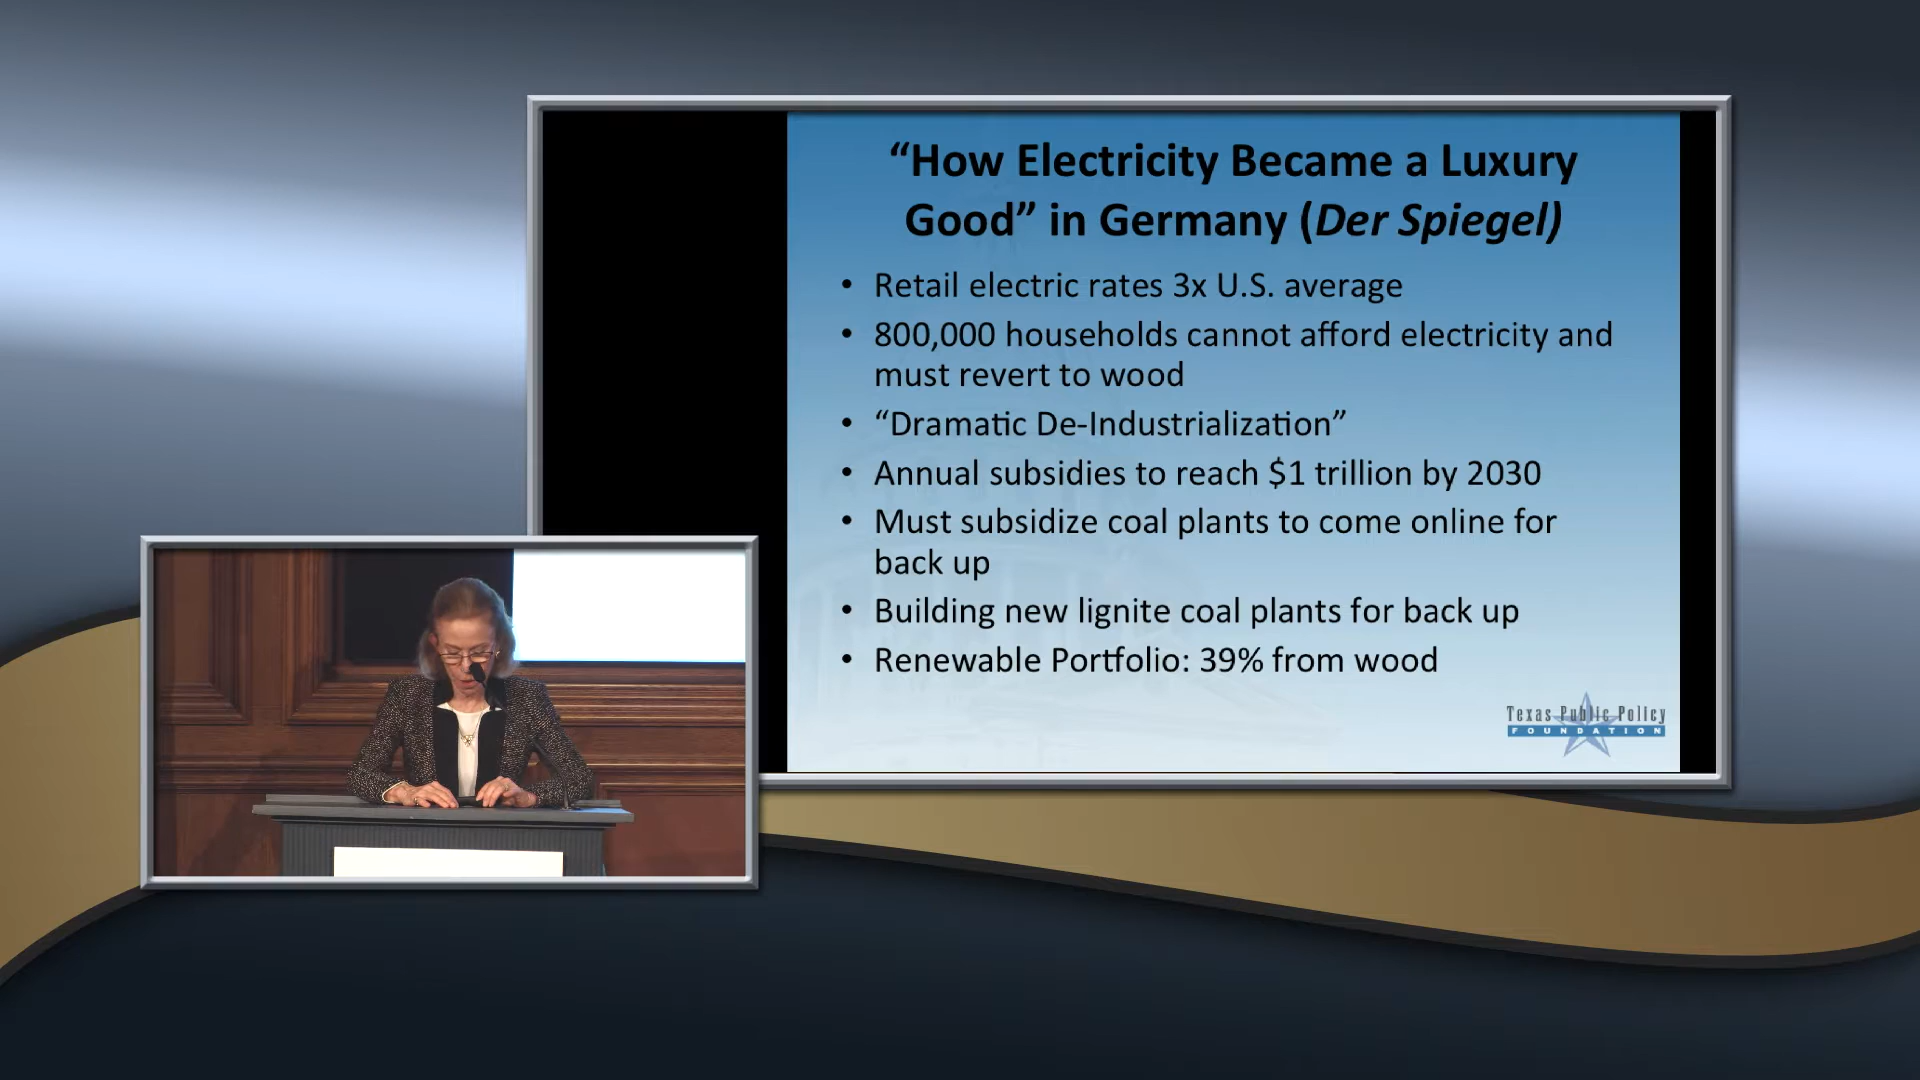 “How Electricity Became a Luxury
Good” in Germany (Der Spiegel)
• Retail electric rates 3x U.S. average
• 800,000 households cannot afford electricity and
must revert to wood
• “Dramatic De-Industrialization”
• Annual subsidies to reach $1 trillion by 2030
• Must subsidize coal plants to come online for
back up
• Building new lignite coal plants for back up
• Renewable Portfolio: 39% from wood
Texas Public Policy
FOUNDATION